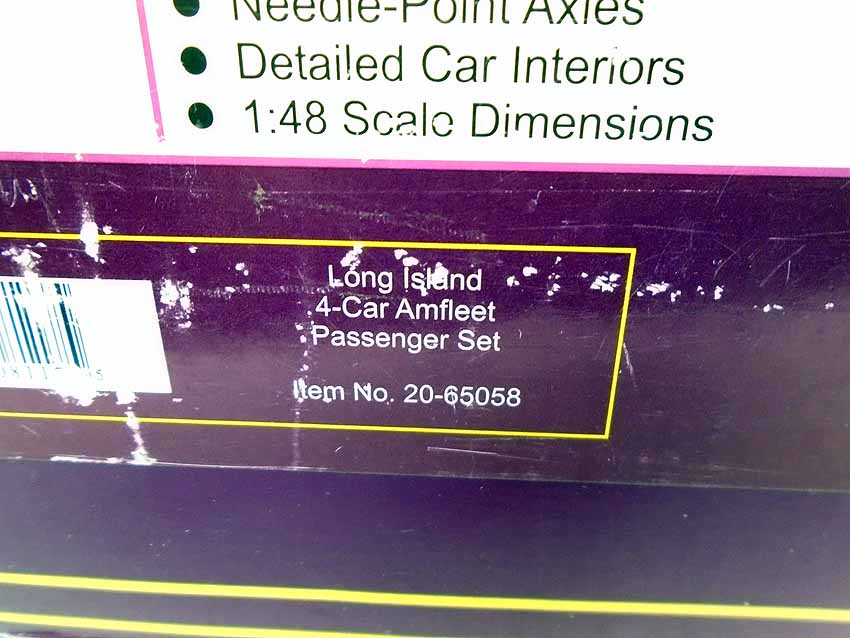 • Needle-Point Axles
• Detailed Car Interiors
• 1:48 Scale Dimensions
Long Island
4-Car Amfleet
Passenger Set
Item No. 20-65058